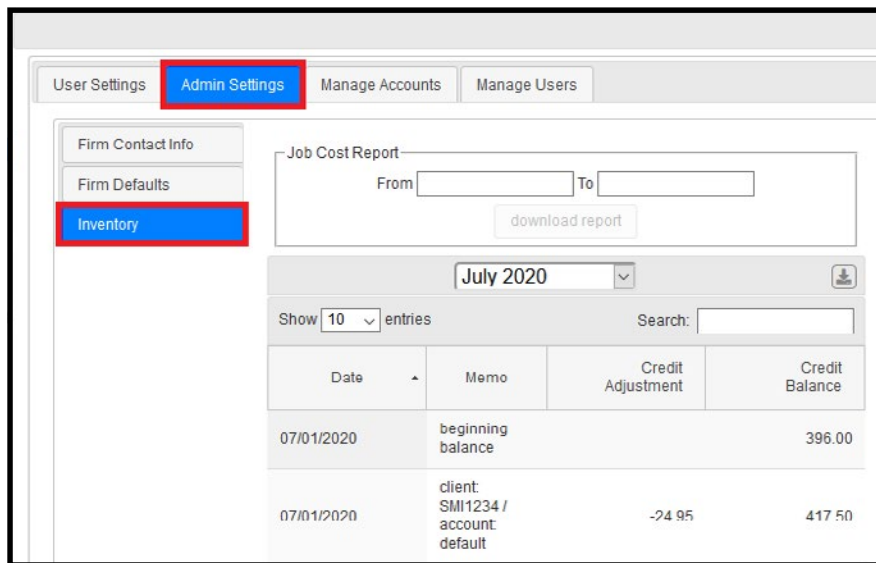 User Settings Admin Settings Manage Accounts Manage Users
Firm Contact Info
Firm Defaults
Inventory
Job Cost Report
From To
download report
July 2020
Show 10 entries Search:
Date Memo Credit Adjustment Credit Balance
07/01/2020 beginning balance 396.00
07/01/2020 client: SMI1234 / account: default -24.95 417.50